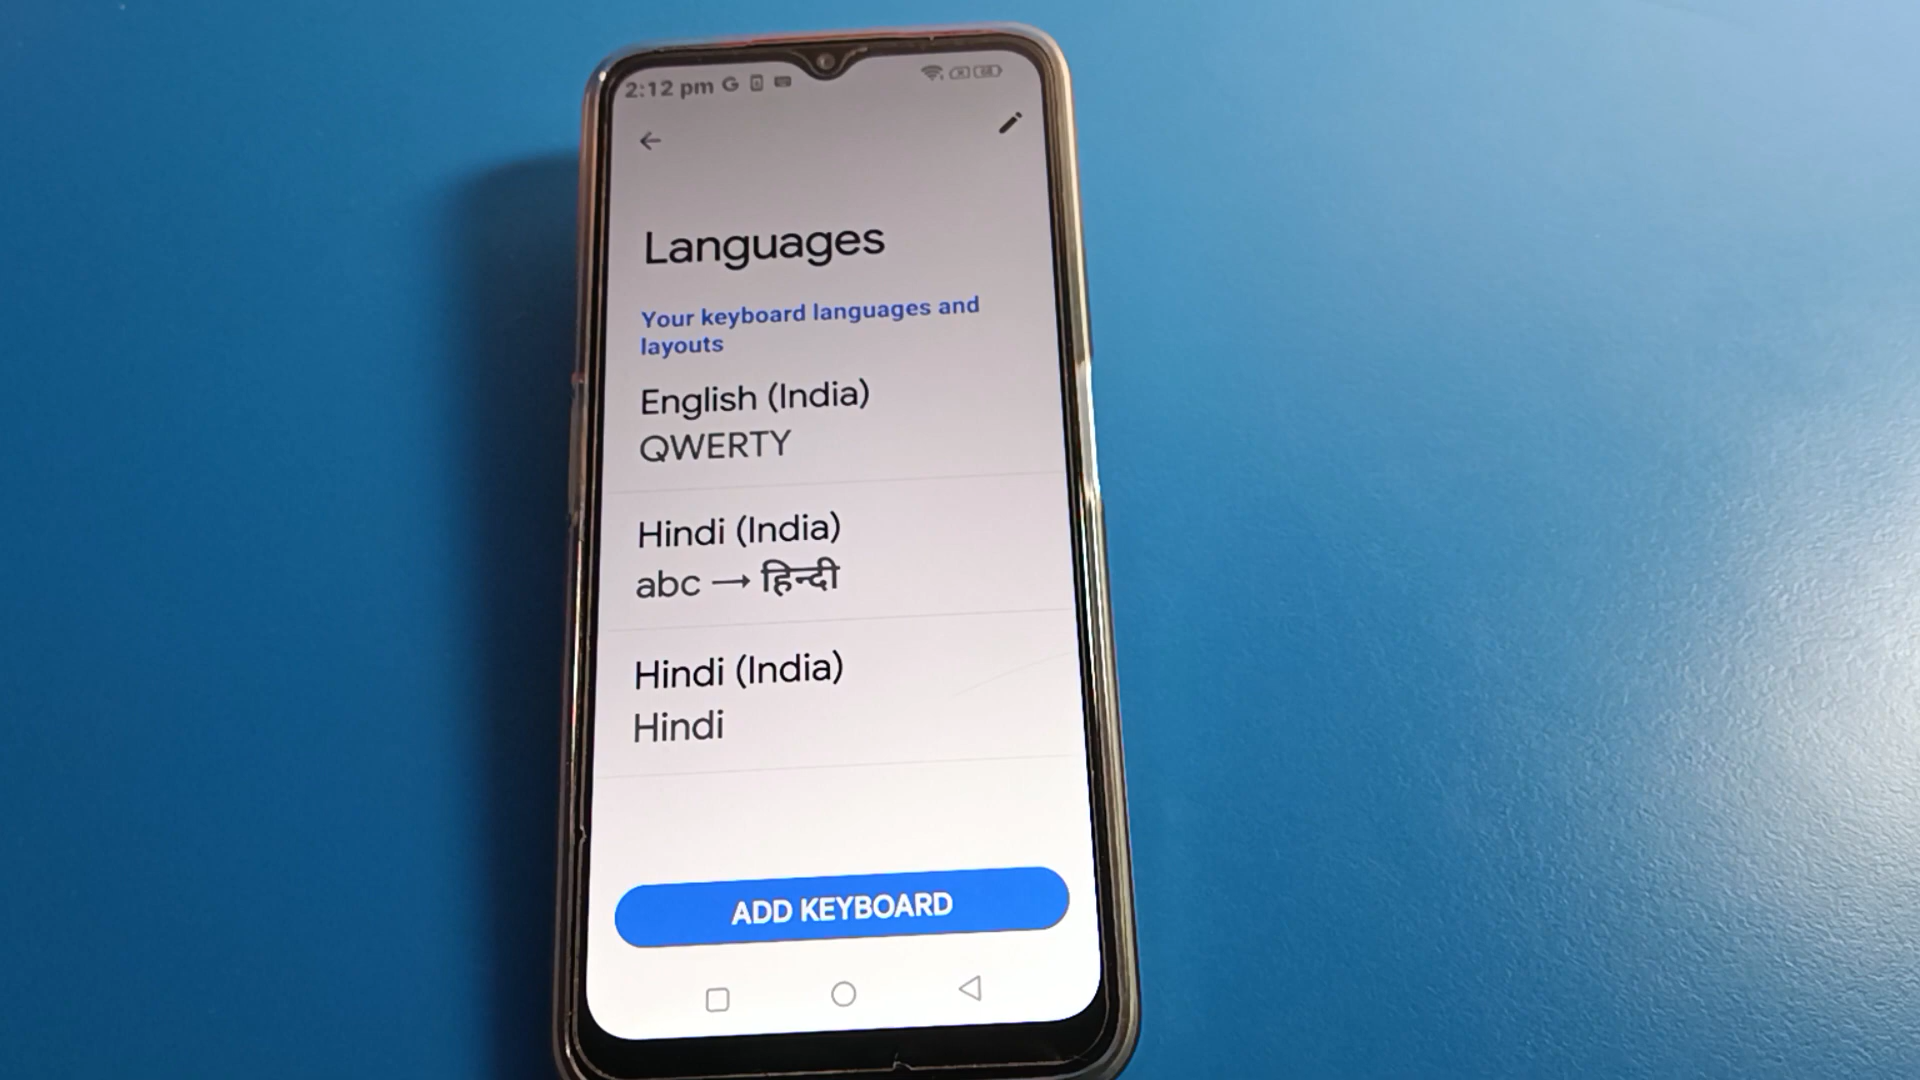 2:12 pm G
Languages
Your keyboard languages and
layouts
English (India)
QWERTY
Hindi (India)
abc → हिन्दी
Hindi (India)
Hindi
ADD KEYBOARD